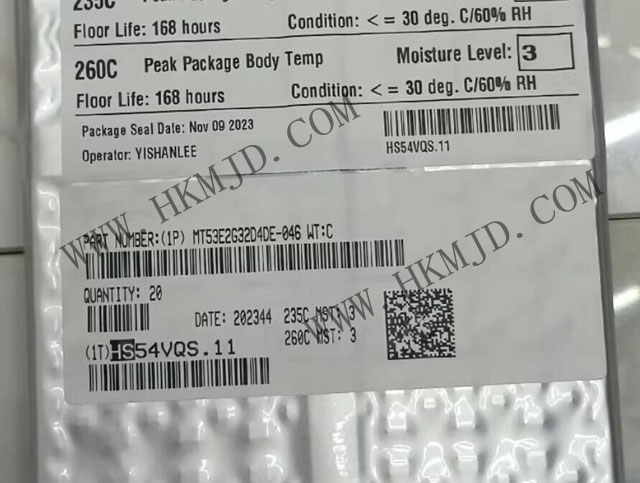 235C
Floor Life: 168 hours Condition: < = 30 deg. C/60% RH
260C Peak Package Body Temp Moisture Level: 3
Floor Life: 168 hours Condition: < = 30 deg. C/60% RH
Package Seal Date: Nov 09 2023
Operator: YISHANLEE
HS54VQS.11
WWW.HKMJD.COM
PART NUMBER:(1P) MT53E2G32D4DE-046 WT:C
QUANTITY: 20
DATE: 202344 235C MST: 3
260C MST: 3
(1T)HS54VQS.11
WWW.HKMJD.COM